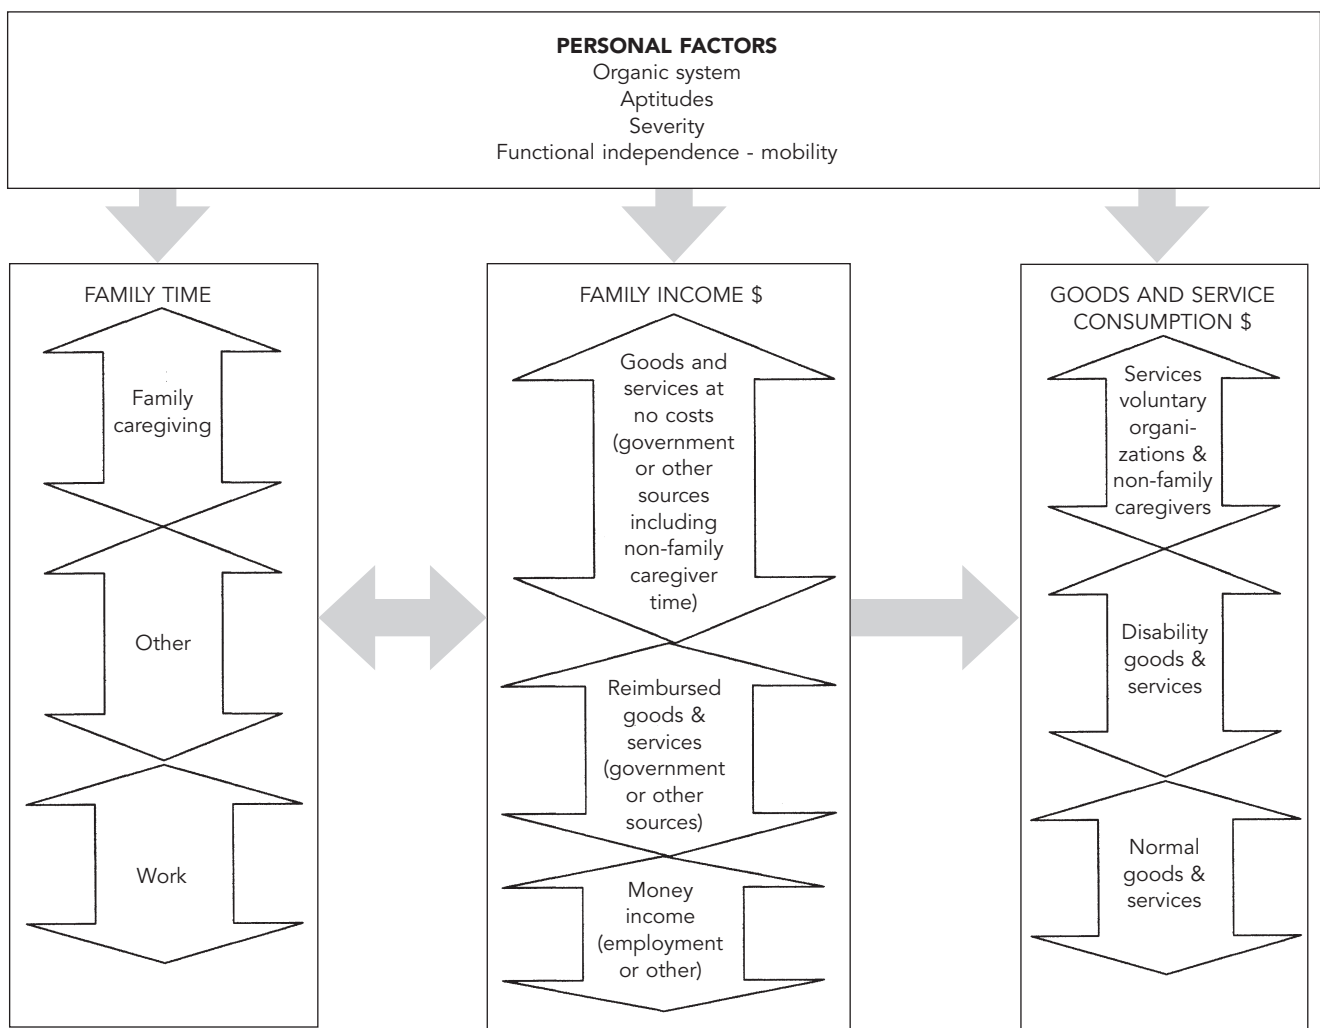 PERSONAL FACTORS
Organic system
Aptitudes
Severity
Functional independence - mobility
FAMILY TIME
Family
caregiving
Other
Work
FAMILY INCOME $
Goods and
services at
no costs
(government
or other
sources
including
non-family
caregiver
time)
Reimbursed
goods &
services
(government
or other
sources)
Money
income
(employment
or other)
GOODS AND SERVICE
CONSUMPTION $
Services
voluntary
organi-
zations &
non-family
caregivers
Disability
goods &
services
Normal
goods &
services